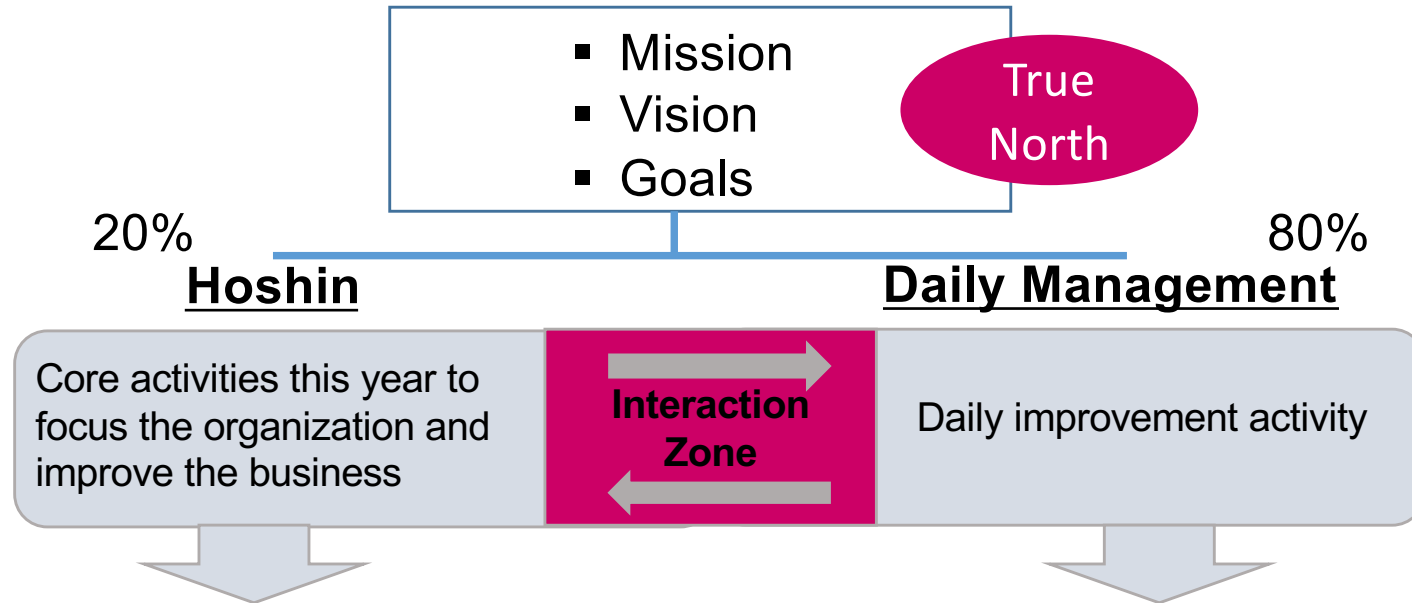 ▪ Mission
▪ Vision
▪ Goals
True
North
20%
80%
Hoshin
Daily Management
Core activities this year to
focus the organization and
improve the business
Interaction
Zone
Daily improvement activity